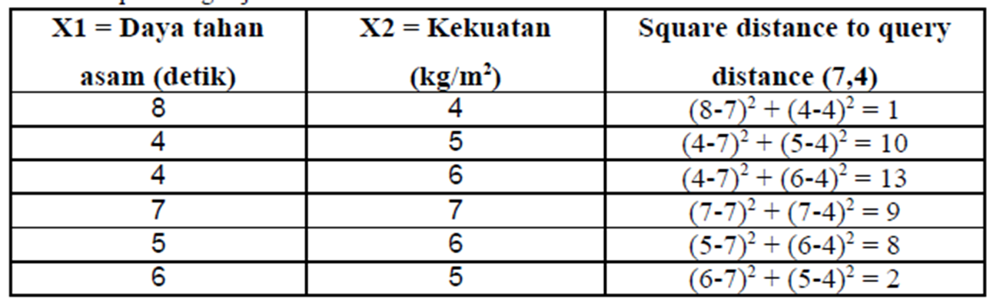 X1 = Daya tahan asam (detik) | X2 = Kekuatan (kg/m²) | Square distance to query distance (7,4)
8 | 4 | (8-7)² + (4-4)² = 1
4 | 5 | (4-7)² + (5-4)² = 10
4 | 6 | (4-7)² + (6-4)² = 13
7 | 7 | (7-7)² + (7-4)² = 9
5 | 6 | (5-7)² + (6-4)² = 8
6 | 5 | (6-7)² + (5-4)² = 2